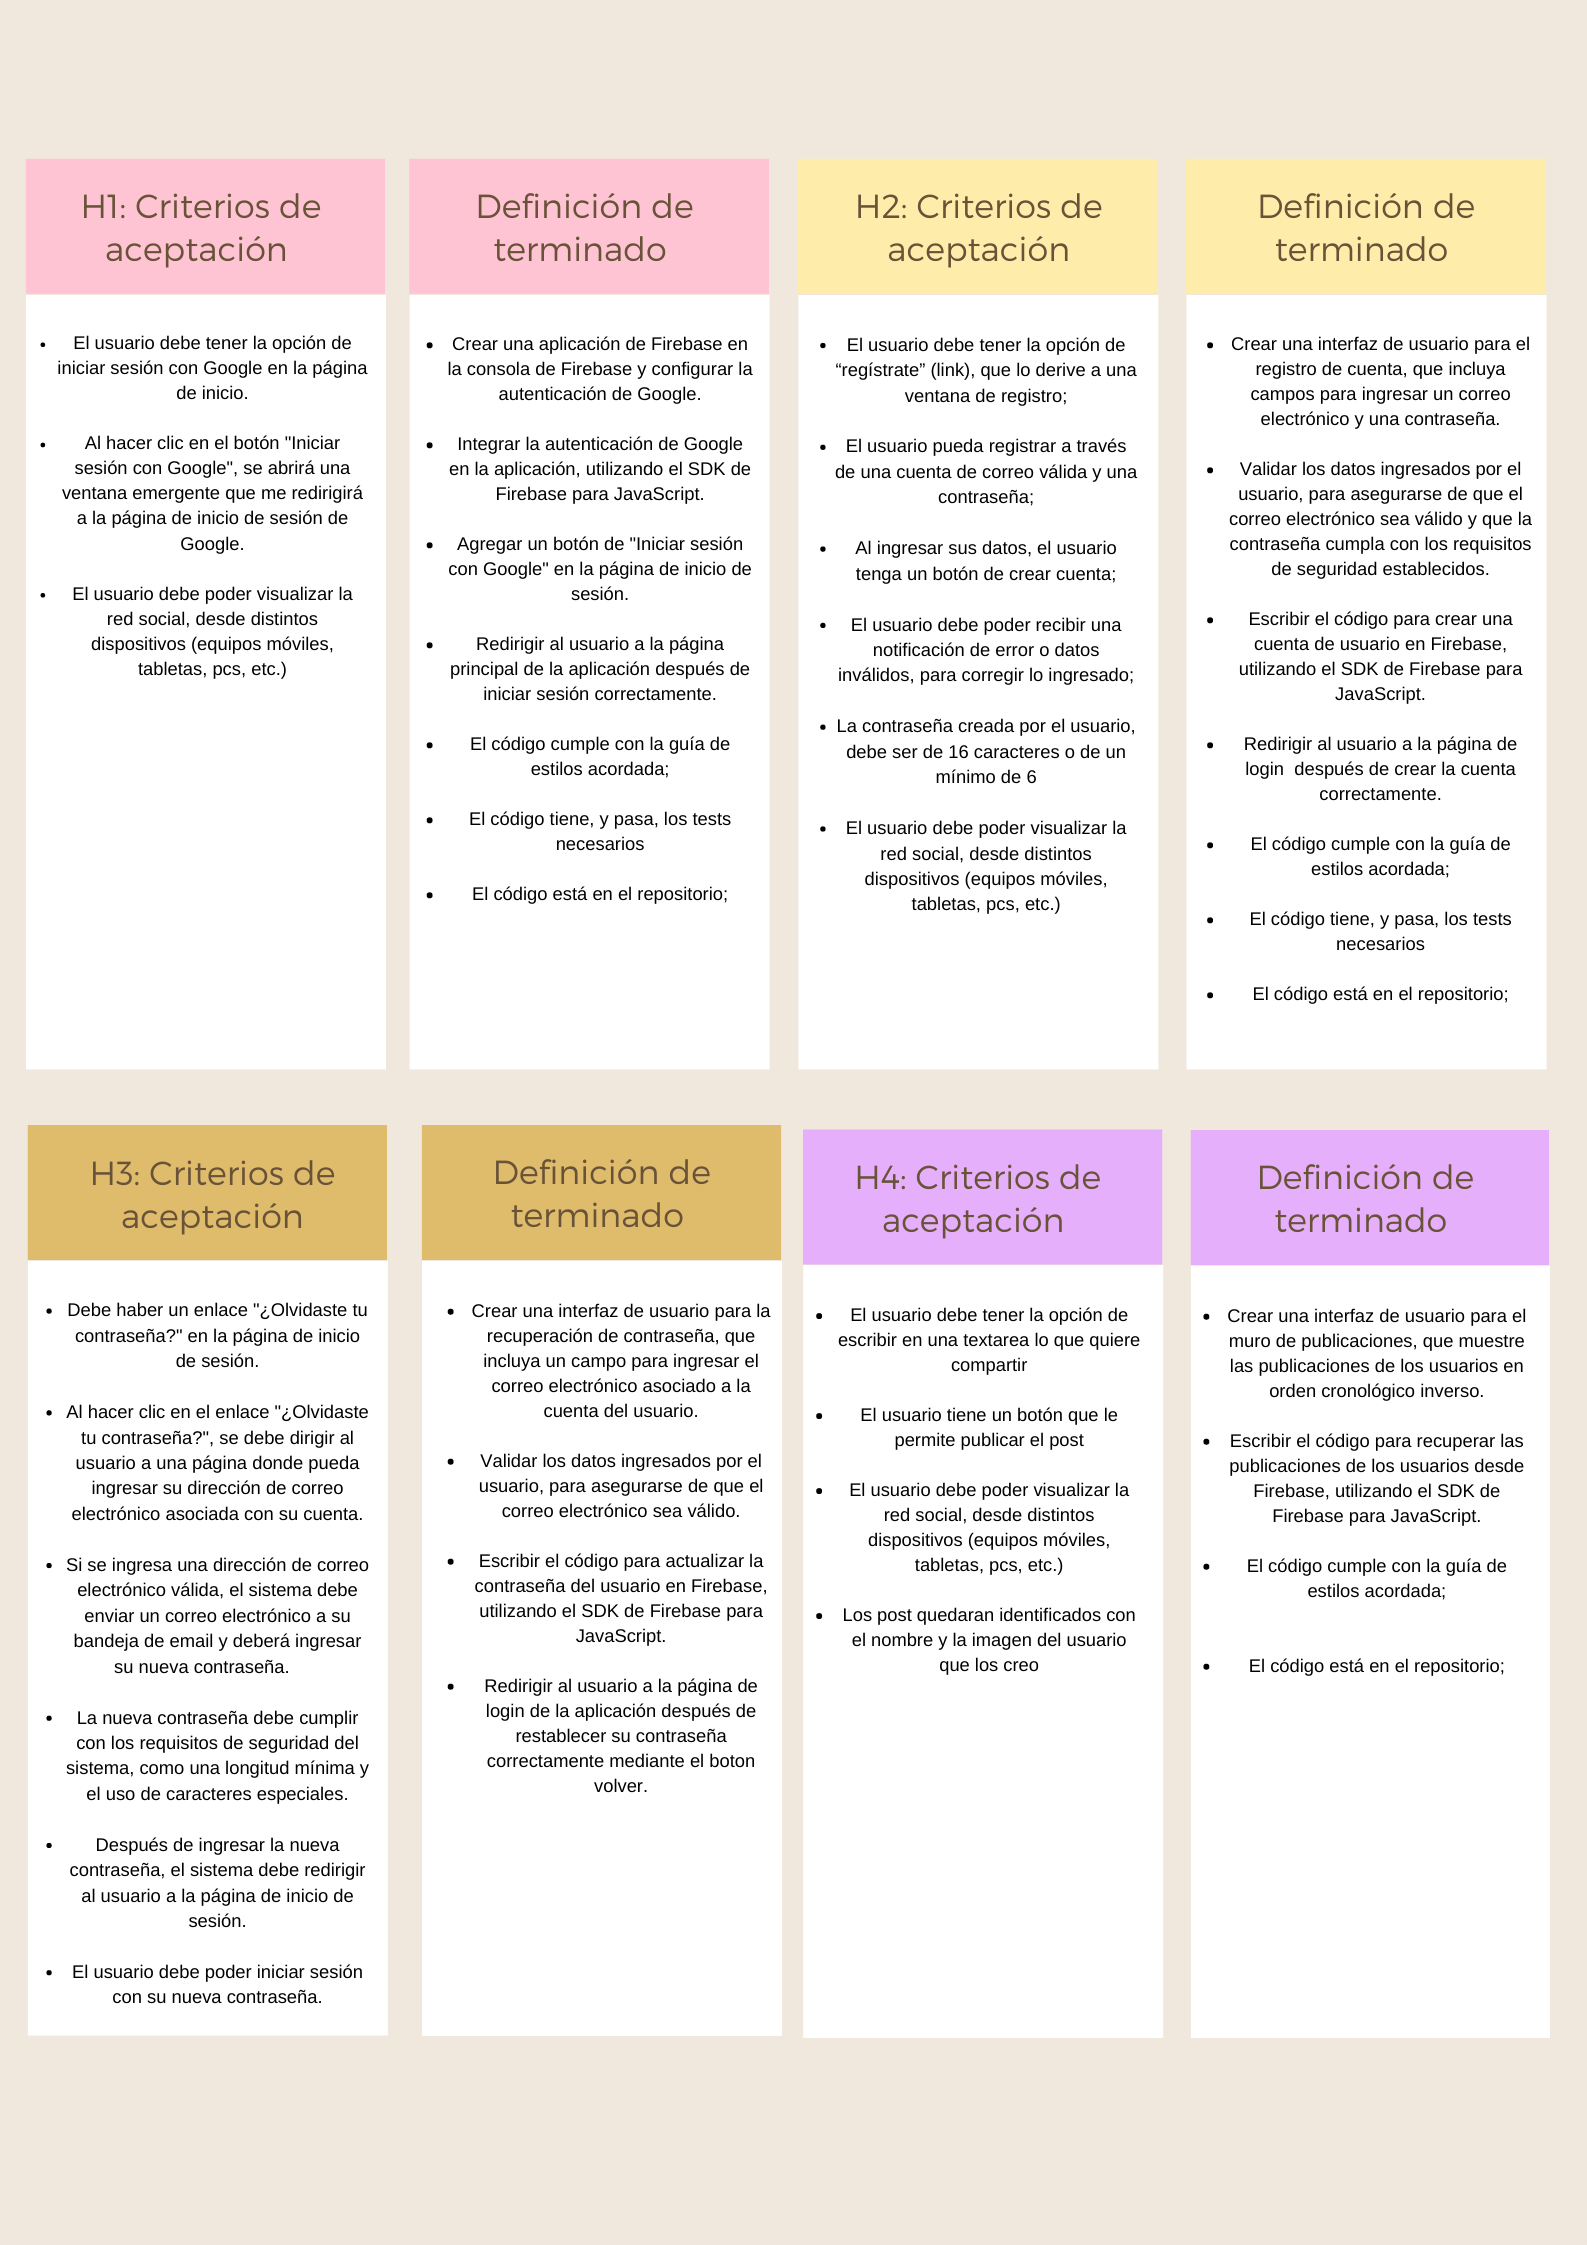 H1: Criterios de
aceptación
• El usuario debe tener la opción de
iniciar sesión con Google en la página
de inicio.
• Al hacer clic en el botón "Iniciar
sesión con Google", se abrirá una
ventana emergente que me redirigirá
a la página de inicio de sesión de
Google.
• El usuario debe poder visualizar la
red social, desde distintos
dispositivos (equipos móviles,
tabletas, pcs, etc.)
Definición de
terminado
• Crear una aplicación de Firebase en
la consola de Firebase y configurar la
autenticación de Google.
• Integrar la autenticación de Google
en la aplicación, utilizando el SDK de
Firebase para JavaScript.
• Agregar un botón de "Iniciar sesión
con Google" en la página de inicio de
sesión.
• Redirigir al usuario a la página
principal de la aplicación después de
iniciar sesión correctamente.
• El código cumple con la guía de
estilos acordada;
• El código tiene, y pasa, los tests
necesarios
• El código está en el repositorio;
H2: Criterios de
aceptación
• El usuario debe tener la opción de
“regístrate” (link), que lo derive a una
ventana de registro;
• El usuario pueda registrar a través
de una cuenta de correo válida y una
contraseña;
• Al ingresar sus datos, el usuario
tenga un botón de crear cuenta;
• El usuario debe poder recibir una
notificación de error o datos
inválidos, para corregir lo ingresado;
• La contraseña creada por el usuario,
debe ser de 16 caracteres o de un
mínimo de 6
• El usuario debe poder visualizar la
red social, desde distintos
dispositivos (equipos móviles,
tabletas, pcs, etc.)
Definición de
terminado
• Crear una interfaz de usuario para el
registro de cuenta, que incluya
campos para ingresar un correo
electrónico y una contraseña.
• Validar los datos ingresados por el
usuario, para asegurarse de que el
correo electrónico sea válido y que la
contraseña cumpla con los requisitos
de seguridad establecidos.
• Escribir el código para crear una
cuenta de usuario en Firebase,
utilizando el SDK de Firebase para
JavaScript.
• Redirigir al usuario a la página de
login  después de crear la cuenta
correctamente.
• El código cumple con la guía de
estilos acordada;
• El código tiene, y pasa, los tests
necesarios
• El código está en el repositorio;
H3: Criterios de
aceptación
• Debe haber un enlace "¿Olvidaste tu
contraseña?" en la página de inicio
de sesión.
• Al hacer clic en el enlace "¿Olvidaste
tu contraseña?", se debe dirigir al
usuario a una página donde pueda
ingresar su dirección de correo
electrónico asociada con su cuenta.
• Si se ingresa una dirección de correo
electrónico válida, el sistema debe
enviar un correo electrónico a su
bandeja de email y deberá ingresar
su nueva contraseña.
• La nueva contraseña debe cumplir
con los requisitos de seguridad del
sistema, como una longitud mínima y
el uso de caracteres especiales.
• Después de ingresar la nueva
contraseña, el sistema debe redirigir
al usuario a la página de inicio de
sesión.
• El usuario debe poder iniciar sesión
con su nueva contraseña.
Definición de
terminado
• Crear una interfaz de usuario para la
recuperación de contraseña, que
incluya un campo para ingresar el
correo electrónico asociado a la
cuenta del usuario.
• Validar los datos ingresados por el
usuario, para asegurarse de que el
correo electrónico sea válido.
• Escribir el código para actualizar la
contraseña del usuario en Firebase,
utilizando el SDK de Firebase para
JavaScript.
• Redirigir al usuario a la página de
login de la aplicación después de
restablecer su contraseña
correctamente mediante el boton
volver.
H4: Criterios de
aceptación
• El usuario debe tener la opción de
escribir en una textarea lo que quiere
compartir
• El usuario tiene un botón que le
permite publicar el post
• El usuario debe poder visualizar la
red social, desde distintos
dispositivos (equipos móviles,
tabletas, pcs, etc.)
• Los post quedaran identificados con
el nombre y la imagen del usuario
que los creo
Definición de
terminado
• Crear una interfaz de usuario para el
muro de publicaciones, que muestre
las publicaciones de los usuarios en
orden cronológico inverso.
• Escribir el código para recuperar las
publicaciones de los usuarios desde
Firebase, utilizando el SDK de
Firebase para JavaScript.
• El código cumple con la guía de
estilos acordada;
• El código está en el repositorio;